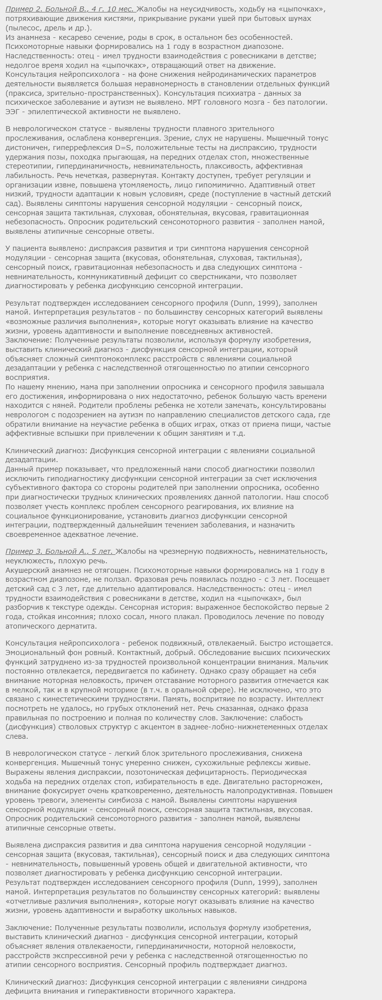 Пример 2. Больной В., 4 г. 10 мес. Жалобы на неусидчивость, ходьбу на «цыпочках»,
потряхивающие движения кистями, прикрывание руками ушей при бытовых шумах
(пылесос, дрель и др.).
Из анамнеза - кесарево сечение, роды в срок, в остальном без особенностей.
Психомоторные навыки формировались на 1 году в возрастном диапозоне.
Наследственность: отец - имел трудности взаимодействия с ровесниками в детстве;
недолгое время ходил на «цыпочках», отвращающий ответ на движение.
Консультация нейропсихолога - на фоне снижения нейродинамических параметров
деятельности выявляется большая неравномерность в становлении отдельных функций
(праксиса, зрительно-пространственных). Консультация психиатра - данных за
психическое заболевание и аутизм не выявлено. МРТ головного мозга - без патологии.
ЭЭГ - эпилептической активности не выявлено.
В неврологическом статусе - выявлены трудности плавного зрительного
прослеживания, ослаблена конвергенция. Зрение, слух не нарушены. Мышечный тонус
дистоничен, гиперрефлексия D=S, положительные тесты на диспраксию, трудности
удержания позы, походка прыгающая, на передних отделах стоп, множественные
стереотипии, гипердинамичность, невнимательность, плаксивость, аффективная
лабильность. Речь нечеткая, развернутая. Контакту доступен, требует регуляции и
организации извне, повышена утомляемость, лицо гипомимично. Адаптивный ответ
низкий, трудности адаптации к новым условиям, среде (поступление в частный детский
сад). Выявлены симптомы нарушения сенсорной модуляции - сенсорный поиск,
сенсорная защита тактильная, слуховая, обонятельная, вкусовая, гравитационная
небезопасность. Опросник родительский сенсомоторного развития - заполнен мамой,
выявлены атипичные сенсорные ответы.
У пациента выявлено: диспраксия развития и три симптома нарушения сенсорной
модуляции - сенсорная защита (вкусовая, обонятельная, слуховая, тактильная),
сенсорный поиск, гравитационная небезопасность и два следующих симптома -
невнимательность, коммуникативный дефицит со сверстниками, что позволяет
диагностировать у ребенка дисфункцию сенсорной интеграции.
Результат подтвержден исследованием сенсорного профиля (Dunn, 1999), заполнен
мамой. Интерпретация результатов - по большинству сенсорных категорий выявлены
«возможные различия выполнения», которые могут оказывать влияние на качество
жизни, уровень адаптивности и выполнение повседневных активностей.
Заключение: Полученные результаты позволили, используя формулу изобретения,
выставить клинический диагноз - дисфункция сенсорной интеграции, который
объясняет сложный симптомокомплекс расстройств с явлениями социальной
дезадаптации у ребенка с наследственной отягощенностью по атипии сенсорного
восприятия.
По нашему мнению, мама при заполнении опросника и сенсорного профиля завышала
его достижения, информирована о них недостаточно, ребенок большую часть времени
находится с няней. Родители проблемы ребенка не хотели замечать, консультированы
неврологом с подозрением на аутизм по направлению специалистов детского сада, где
обратили внимание на неучастие ребенка в общих играх, отказ от приема пищи, частые
аффективные вспышки при привлечении к общим занятиям и т.д.
Клинический диагноз: Дисфункция сенсорной интеграции с явлениями социальной
дезадаптации.
Данный пример показывает, что предложенный нами способ диагностики позволил
исключить гиподиагностику дисфункции сенсорной интеграции за счет исключения
субъективного фактора со стороны родителей при заполнении опросника, особенно
при диагностически трудных клинических проявлениях данной патологии. Наш способ
позволяет учесть комплекс проблем сенсорного реагирования, их влияние на
социальное функционирование, установить диагноз дисфункции сенсорной
интеграции, подтвержденный дальнейшим течением заболевания, и назначить
своевременное адекватное лечение.
Пример 3. Больной А., 5 лет. Жалобы на чрезмерную подвижность, невнимательность,
неуклюжесть, плохую речь.
Акушерский анамнез не отягощен. Психомоторные навыки формировались на 1 году в
возрастном диапозоне, не ползал. Фразовая речь появилась поздно - с 3 лет. Посещает
детский сад с 3 лет, где длительно адаптировался. Наследственность: отец - имел
трудности взаимодействия с ровесниками в детстве, ходил на «цыпочках», был
разборчив к текстуре одежды. Сенсорная история: выраженное беспокойство первые 2
года, стойкая инсомния; плохо сосал, много плакал. Проводилось лечение по поводу
атопического дерматита.
Консультация нейропсихолога - ребенок подвижный, отвлекаемый. Быстро истощается.
Эмоциональный фон ровный. Контактный, добрый. Обследование высших психических
функций затруднено из-за трудностей произвольной концентрации внимания. Мальчик
постоянно отвлекается, передвигается по кабинету. Однако сразу обращает на себя
внимание моторная неловкость, причем отставание моторного развития отмечается как
в мелкой, так и в крупной моторике (в т.ч. в оральной сфере). Не исключено, что это
связано с кинестетическими трудностями. Память, воспритяие по возрасту. Интеллект
посмотреть не удалось, но грубых отклонений нет. Речь смазанная, однако фраза
правильная по построению и полная по количеству слов. Заключение: слабость
(дисфункция) стволовых структур с акцентом в заднее-лобно-нижнетеменных отделах
слева.
В неврологическом статусе - легкий блок зрительного прослеживания, снижена
конвергенция. Мышечный тонус умеренно снижен, сухожильные рефлексы живые.
Выражены явления диспраксии, позотоническая дефицитарность. Периодическая
ходьба на передних отделах стоп, избирательность в еде. Двигательно расторможен,
внимание фокусирует очень кратковременно, деятельность малопродуктивная. Повышен
уровень тревоги, элементы симбиоза с мамой. Выявлены симптомы нарушения
сенсорной модуляции - сенсорный поиск, сенсорная защита тактильная, вкусовая.
Опросник родительский сенсомоторного развития - заполнен мамой, выявлены
атипичные сенсорные ответы.
Выявлена диспраксия развития и два симптома нарушения сенсорной модуляции -
сенсорная защита (вкусовая, тактильная), сенсорный поиск и два следующих симптома
- невнимательность, повышенный уровень общей и двигательной активности, что
позволяет диагностировать у ребенка дисфункцию сенсорной интеграции.
Результат подтвержден исследованием сенсорного профиля (Dunn, 1999), заполнен
мамой. Интерпретация результатов по большинству сенсорных категорий: выявлены
«отчетливые различия выполнения», которые могут оказывать влияние на качество
жизни, уровень адаптивности и выработку школьных навыков.
Заключение: Полученные результаты позволили, используя формулу изобретения,
выставить клинический диагноз - дисфункция сенсорной интеграции, который
объясняет явления отвлекаемости, гипердинамичности, моторной неловкости,
расстройств экспрессивной речи у ребенка с наследственной отягощенностью по
атипии сенсорного восприятия. Сенсорный профиль подтверждает диагноз.
Клинический диагноз: Дисфункция сенсорной интеграции с явлениями синдрома
дефицита внимания и гиперактивности вторичного характера.